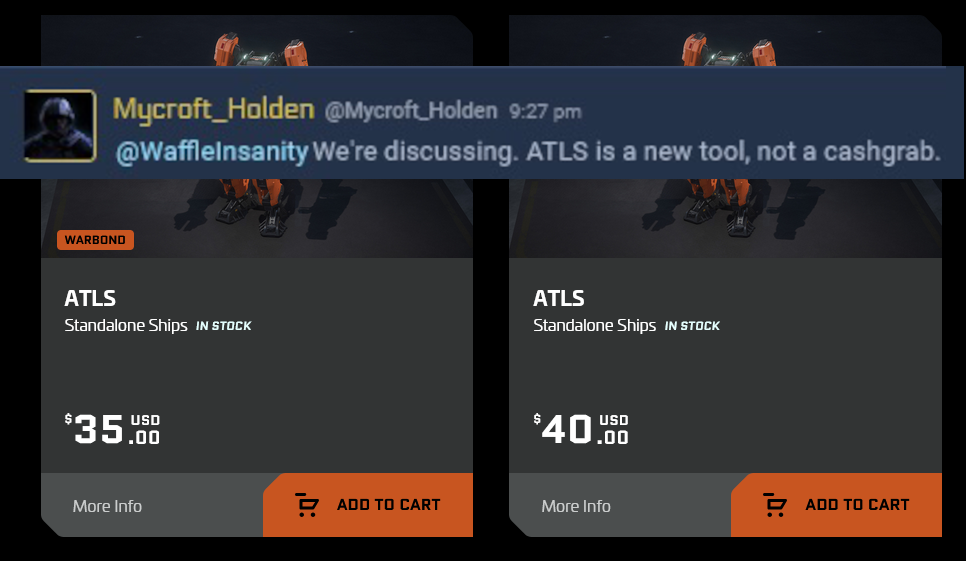 Mycroft_Holden @Mycroft_Holden 9:27 pm
@WaffleInsanity We're discussing. ATLS is a new tool, not a cashgrab.
WARBOND
ATLS
Standalone Ships IN STOCK
$35 USD .00
More Info
ADD TO CART
ATLS
Standalone Ships IN STOCK
$40 USD .00
More Info
ADD TO CART